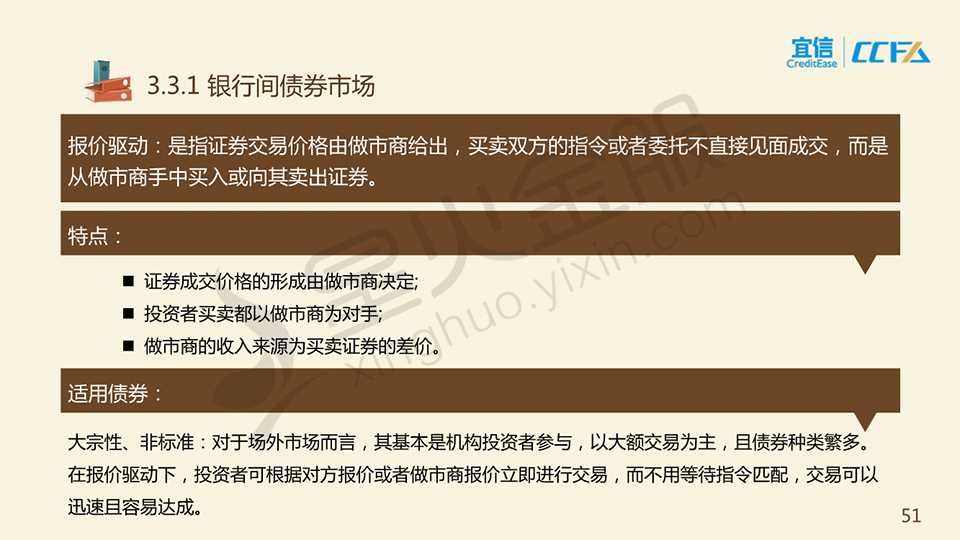 宜信
CreditEase
CCFA
3.3.1 银行间债券市场
报价驱动：是指证券交易价格由做市商给出，买卖双方的指令或者委托不直接见面成交，而是
从做市商手中买入或向其卖出证券。
特点：
■ 证券成交价格的形成由做市商决定;
■ 投资者买卖都以做市商为对手;
■ 做市商的收入来源为买卖证券的差价。
适用债券：
大宗性、非标准：对于场外市场而言，其基本是机构投资者参与，以大额交易为主，且债券种类繁多。
在报价驱动下，投资者可根据对方报价或者做市商报价立即进行交易，而不用等待指令匹配，交易可以
迅速且容易达成。
星火金服
xinghuo.yixin.com
51